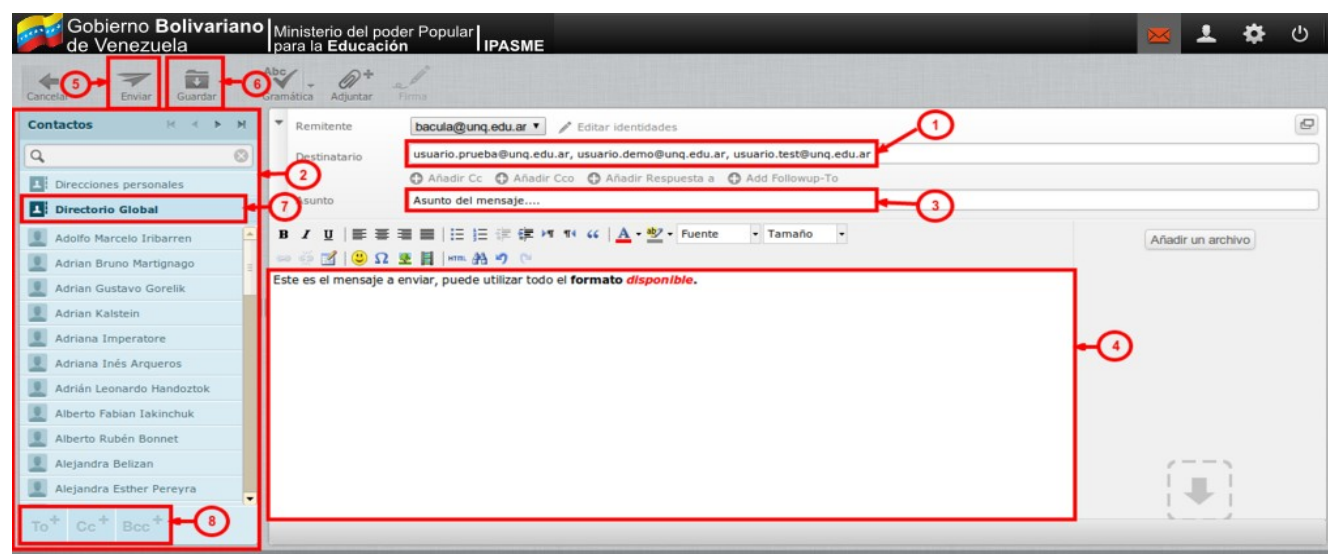 Gobierno Bolivariano
de Venezuela
Ministerio del poder Popular
para la Educación
IPASME
Cancelar
5
Enviar
Guardar
6
Abc
Gramática
Adjuntar
Firma
Contactos
Direcciones personales
2
Directorio Global
7
Adolfo Marcelo Iribarren
Adrian Bruno Martignago
Adrian Gustavo Gorelik
Adrian Kalstein
Adriana Imperatore
Adriana Inés Arqueros
Adrián Leonardo Handoztok
Alberto Fabian Iakinchuk
Alberto Rubén Bonnet
Alejandra Belizan
Alejandra Esther Pereyra
To+ Cc+ Bcc+
8
Remitente bacula@unq.edu.ar Editar identidades
1
Destinatario usuario.prueba@unq.edu.ar, usuario.demo@unq.edu.ar, usuario.test@unq.edu.ar
Añadir Cc Añadir Cco Añadir Respuesta a Add Followup-To
Asunto Asunto del mensaje....
3
B I U A ab Fuente Tamaño
Ω HTML
Añadir un archivo
Este es el mensaje a enviar, puede utilizar todo el formato disponible.
4